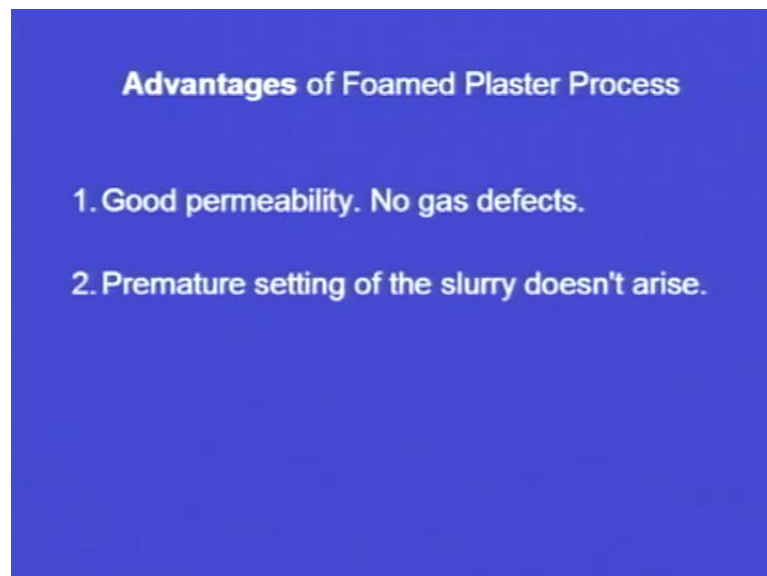 Advantages of Foamed Plaster Process
1. Good permeability. No gas defects.
2. Premature setting of the slurry doesn't arise.